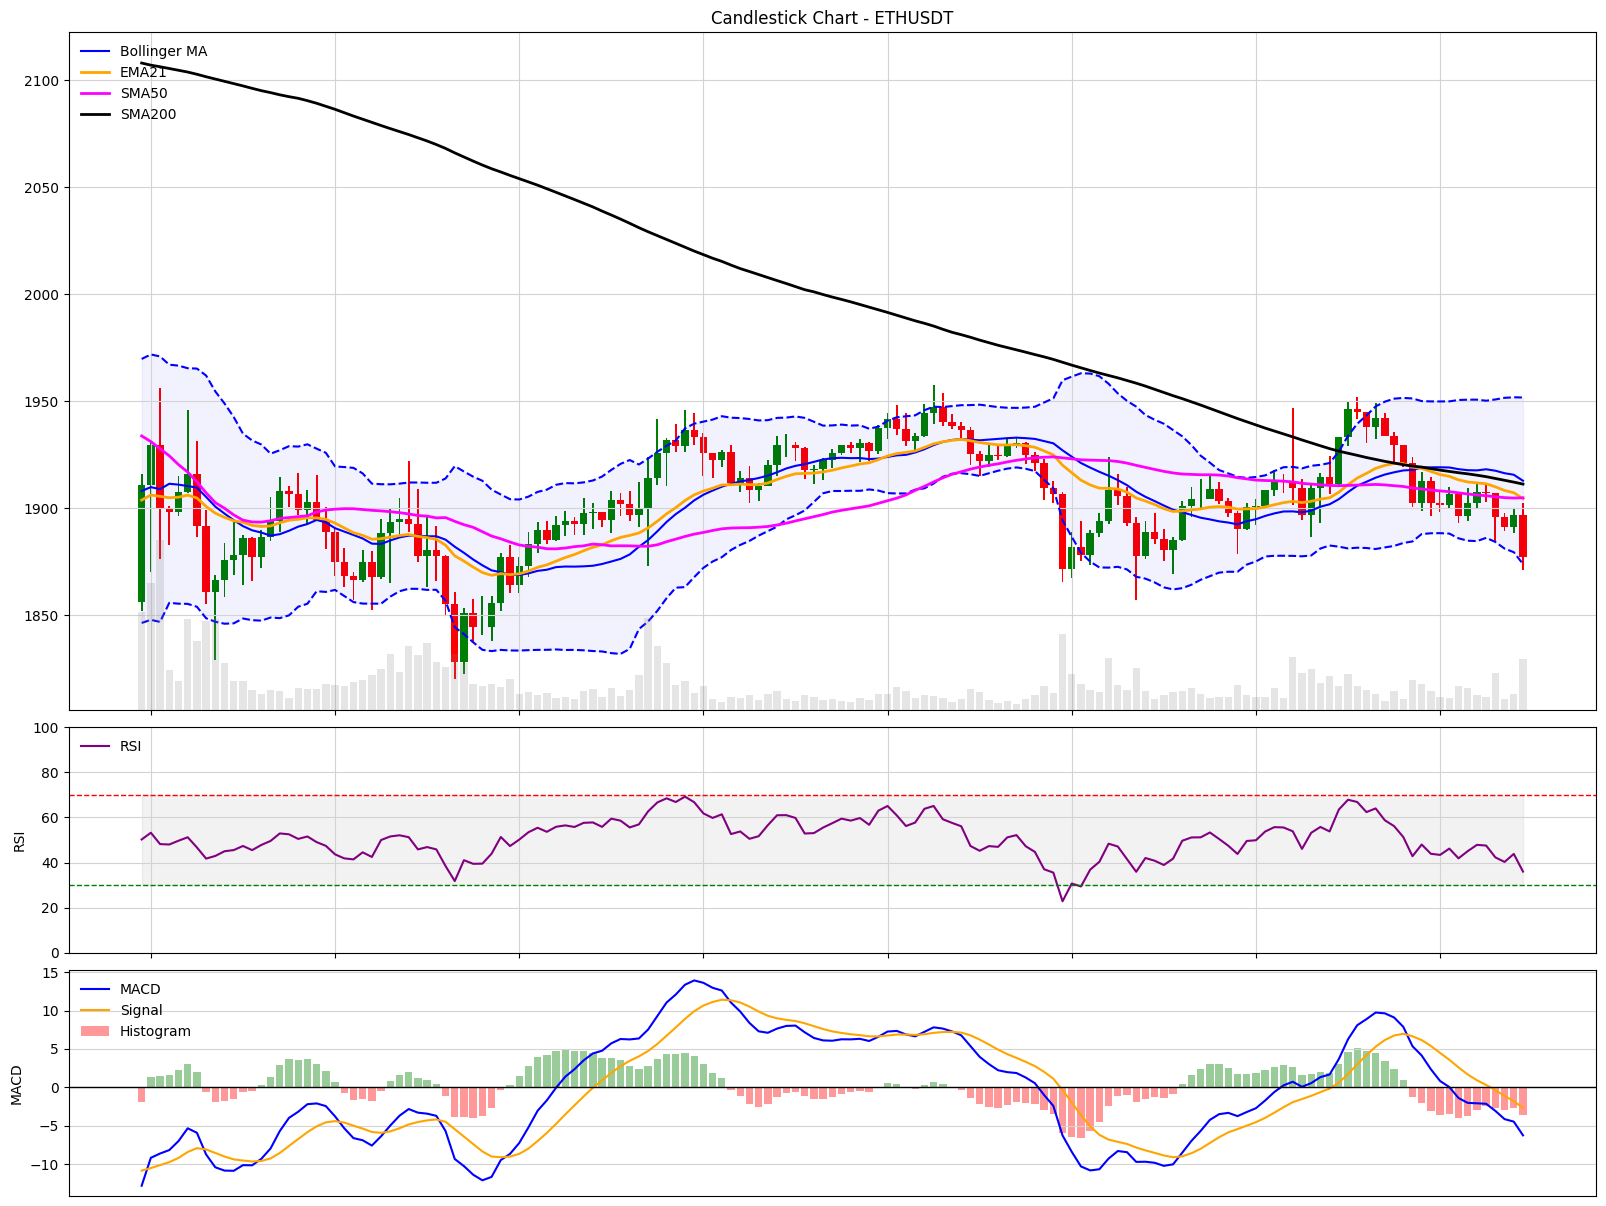 Candlestick Chart - ETHUSDT
Bollinger MA
EMA21
SMA50
SMA200
2100
2050
2000
1950
1900
1850
RSI
100
80
60
40
20
0
RSI
MACD
Signal
Histogram
15
10
5
0
−5
−10
MACD